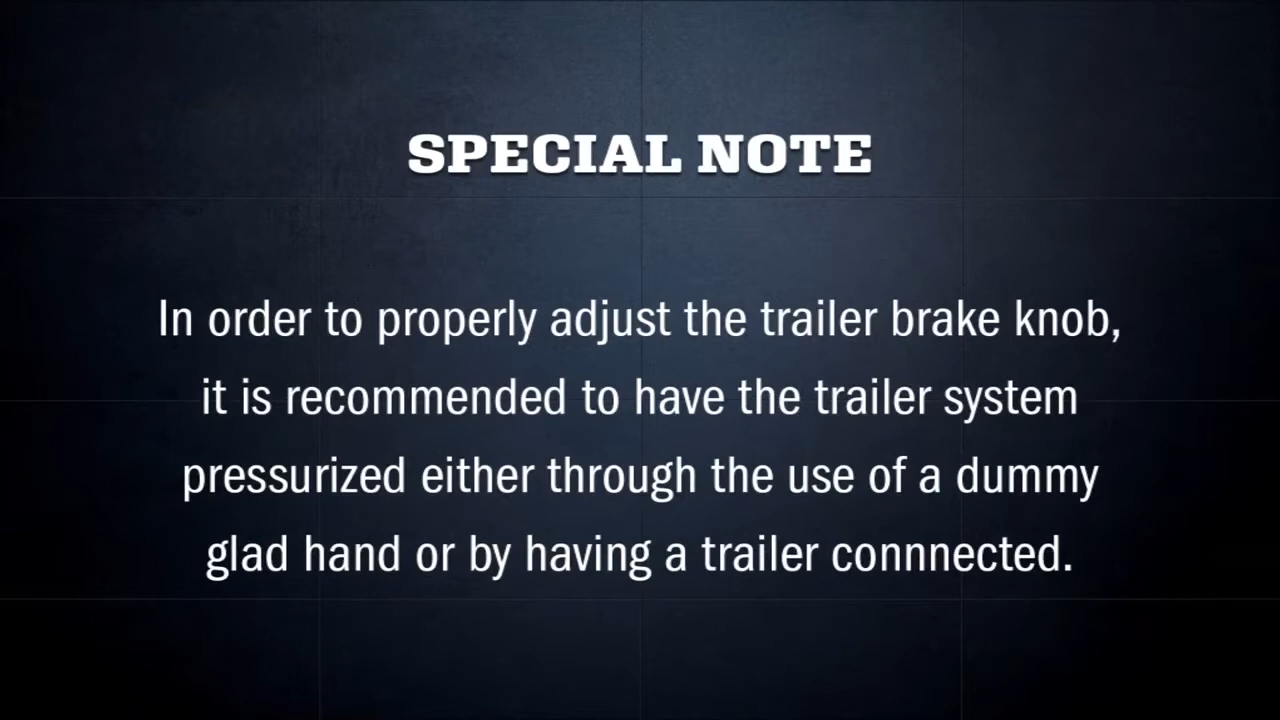 SPECIAL NOTE
In order to properly adjust the trailer brake knob,
it is recommended to have the trailer system
pressurized either through the use of a dummy
glad hand or by having a trailer connnected.